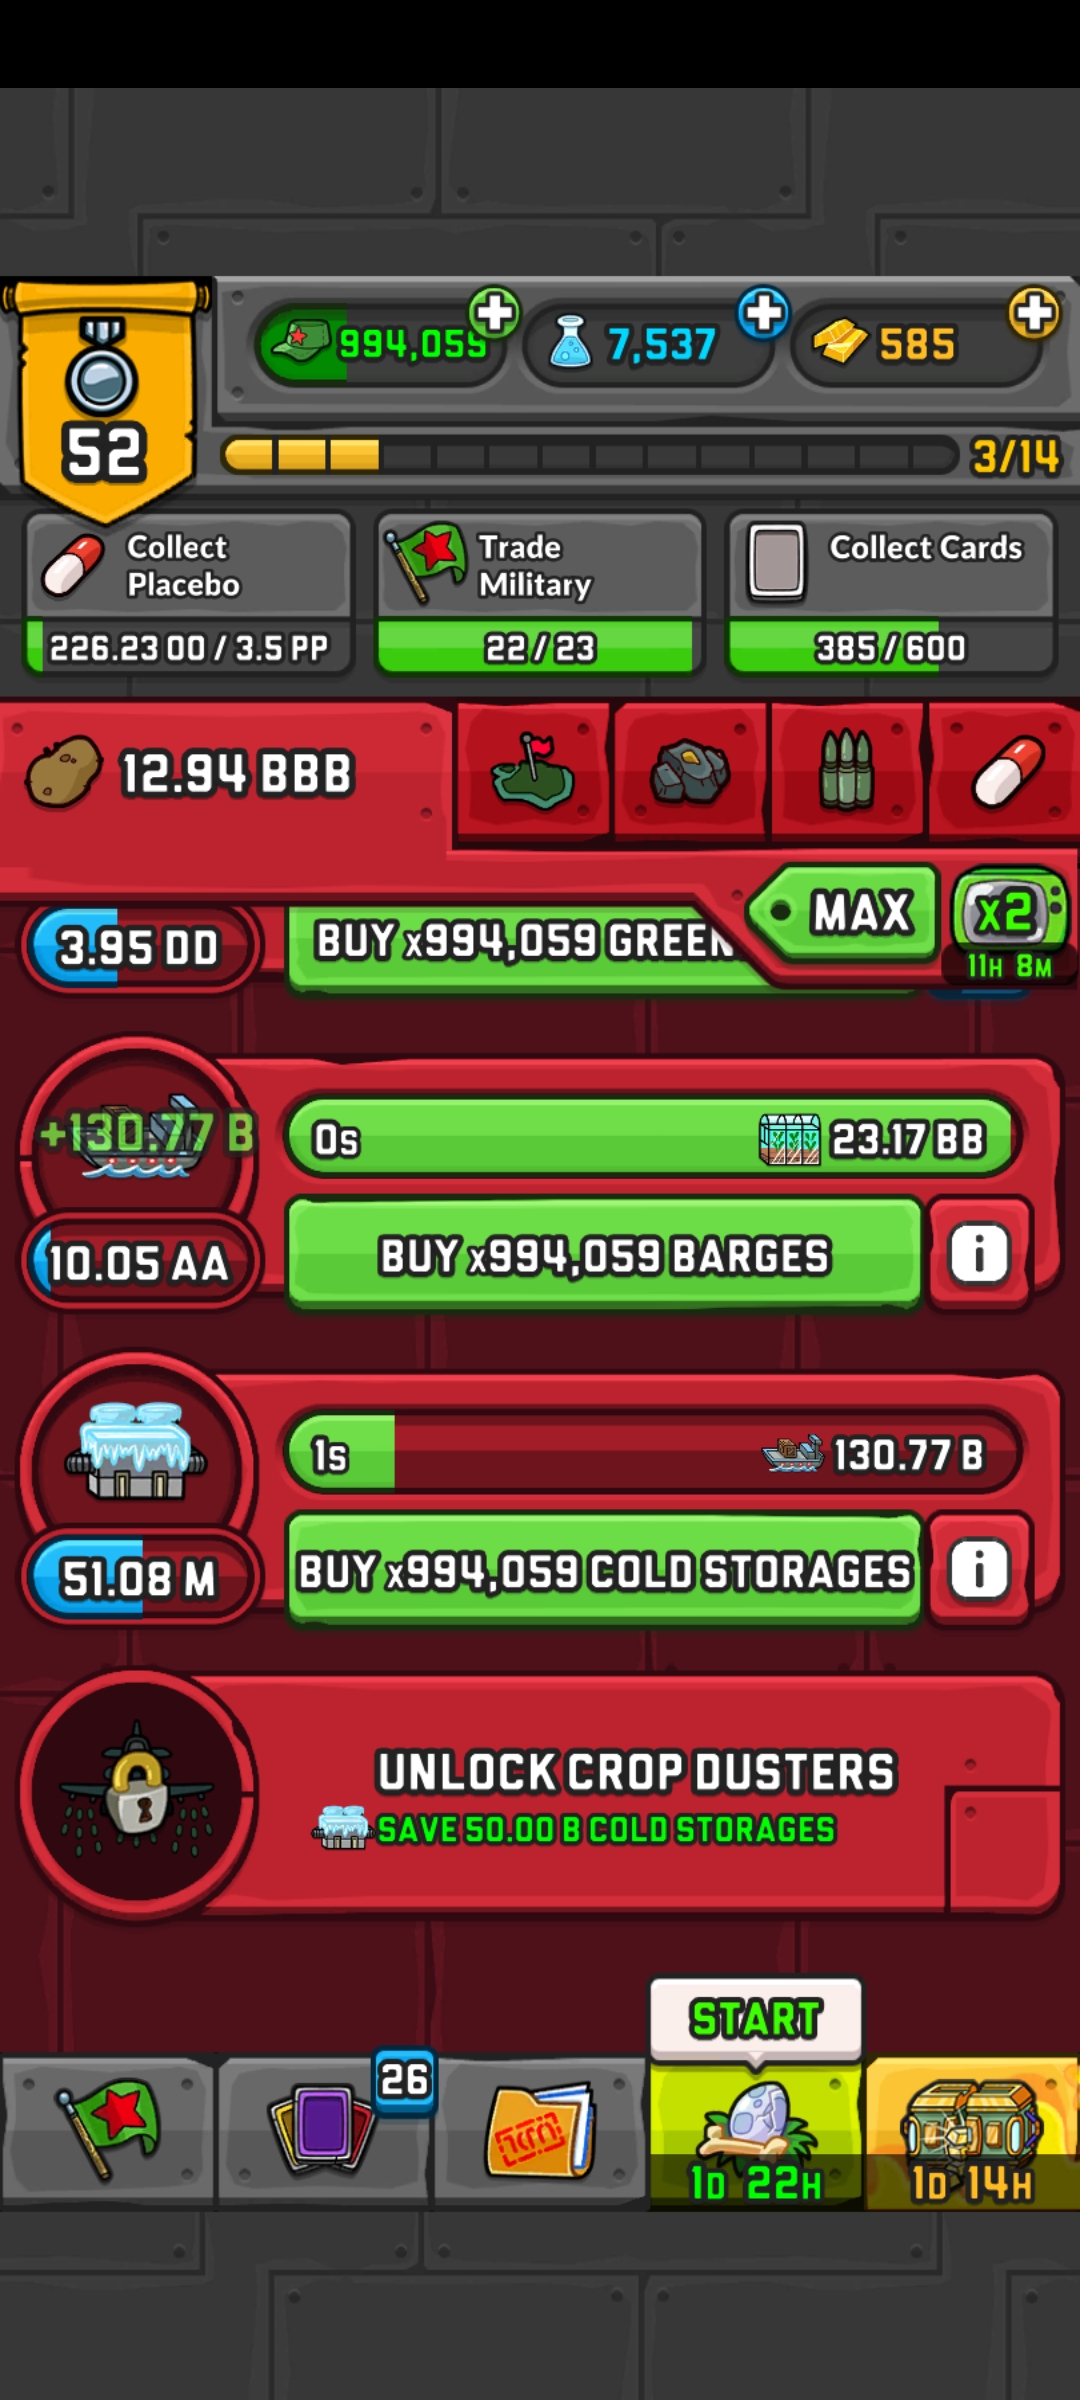 994,059
7,537
585
52
3/14
Collect
Placebo
Trade
Military
Collect Cards
226.23 OO / 3.5 PP
22 / 23
385 / 600
12.94 BBB
MAX
x2
11H 8M
3.95 DD
BUY x994,059 GREEN
+130.77 B
0s
23.17 BB
10.05 AA
BUY x994,059 BARGES
i
1s
130.77 B
51.08 M
BUY x994,059 COLD STORAGES
i
UNLOCK CROP DUSTERS
SAVE 50.00 B COLD STORAGES
START
26
1D 22H
1D 14H